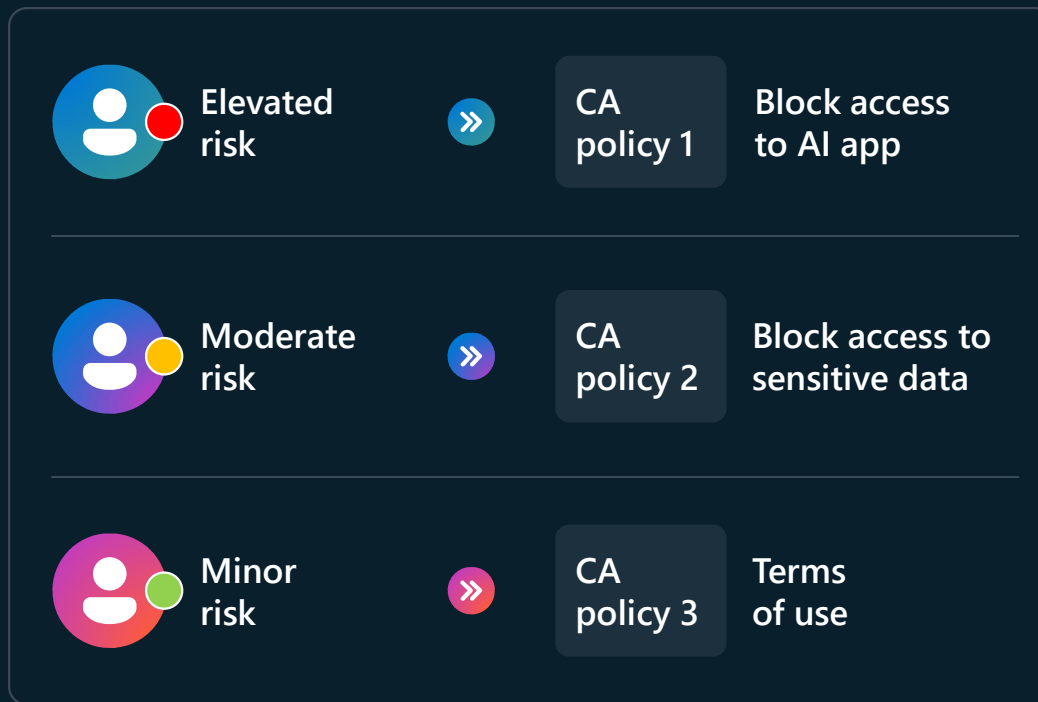 Elevated
risk
CA
policy 1
Block access
to AI app
Moderate
risk
CA
policy 2
Block access to
sensitive data
Minor
risk
CA
policy 3
Terms
of use